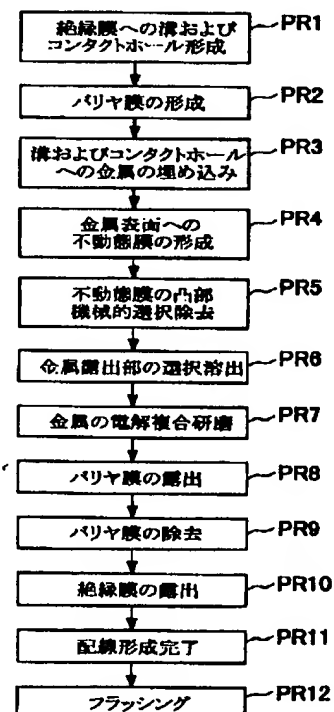 絶縁膜への溝および
コンタクトホール形成
PR1
バリヤ膜の形成
PR2
溝およびコンタクトホール
への金属の埋め込み
PR3
金属表面への
不動態膜の形成
PR4
不動態膜の凸部
機械的選択除去
PR5
金属露出部の選択溶出
PR6
金属の電解複合研磨
PR7
バリヤ膜の露出
PR8
バリヤ膜の除去
PR9
絶縁膜の露出
PR10
配線形成完了
PR11
フラッシング
PR12